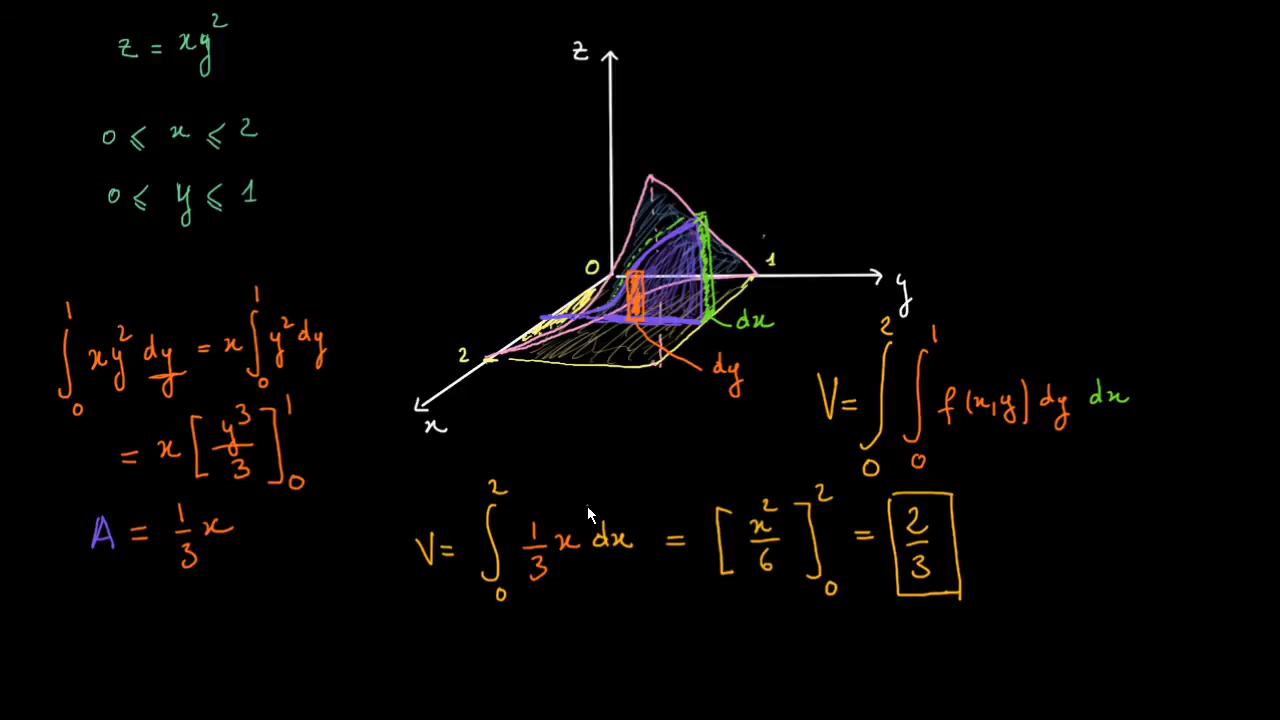 z = xy²
0 ⩽ x ⩽ 2
0 ⩽ y ⩽ 1
z
0
1
y
2
x
dx
dy
∫₀¹ xy² dy = x ∫₀¹ y² dy
= x [y³/3]₀¹
A = 1/3 x
V = ∫₀² ∫₀¹ f(x,y) dy dx
V = ∫₀² 1/3 x dx = [x²/6]₀² = 2/3